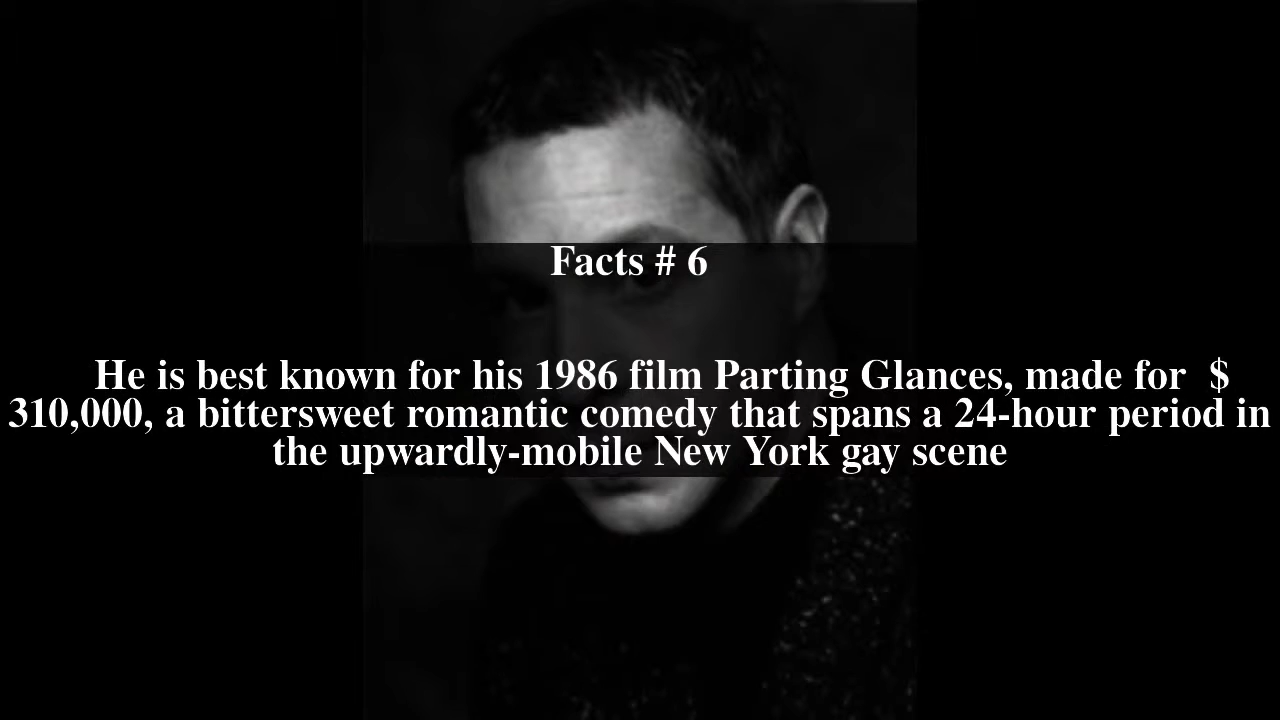 Facts # 6
He is best known for his 1986 film Parting Glances, made for  $
310,000, a bittersweet romantic comedy that spans a 24-hour period in
the upwardly-mobile New York gay scene